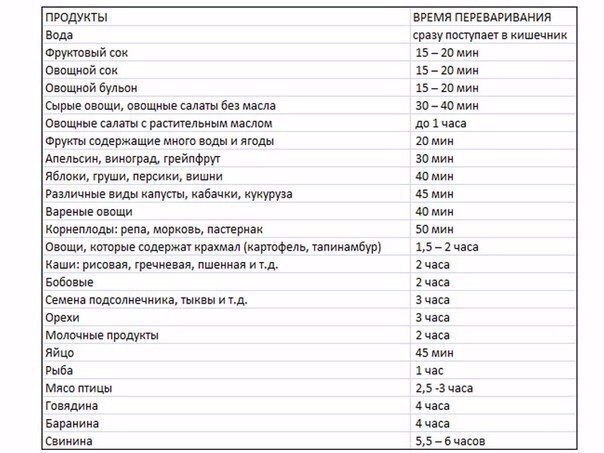 ПРОДУКТЫ ВРЕМЯ ПЕРЕВАРИВАНИЯ
Вода сразу поступает в кишечник
Фруктовый сок 15 – 20 мин
Овощной сок 15 – 20 мин
Овощной бульон 15 – 20 мин
Сырые овощи, овощные салаты без масла 30 – 40 мин
Овощные салаты с растительным маслом до 1 часа
Фрукты содержащие много воды и ягоды 20 мин
Апельсин, виноград, грейпфрут 30 мин
Яблоки, груши, персики, вишни 40 мин
Различные виды капусты, кабачки, кукуруза 45 мин
Вареные овощи 40 мин
Корнеплоды: репа, морковь, пастернак 50 мин
Овощи, которые содержат крахмал (картофель, тапинамбур) 1,5 – 2 часа
Каши: рисовая, гречневая, пшенная и т.д. 2 часа
Бобовые 2 часа
Семена подсолнечника, тыквы и т.д. 3 часа
Орехи 3 часа
Молочные продукты 2 часа
Яйцо 45 мин
Рыба 1 час
Мясо птицы 2,5 -3 часа
Говядина 4 часа
Баранина 4 часа
Свинина 5,5 – 6 часов